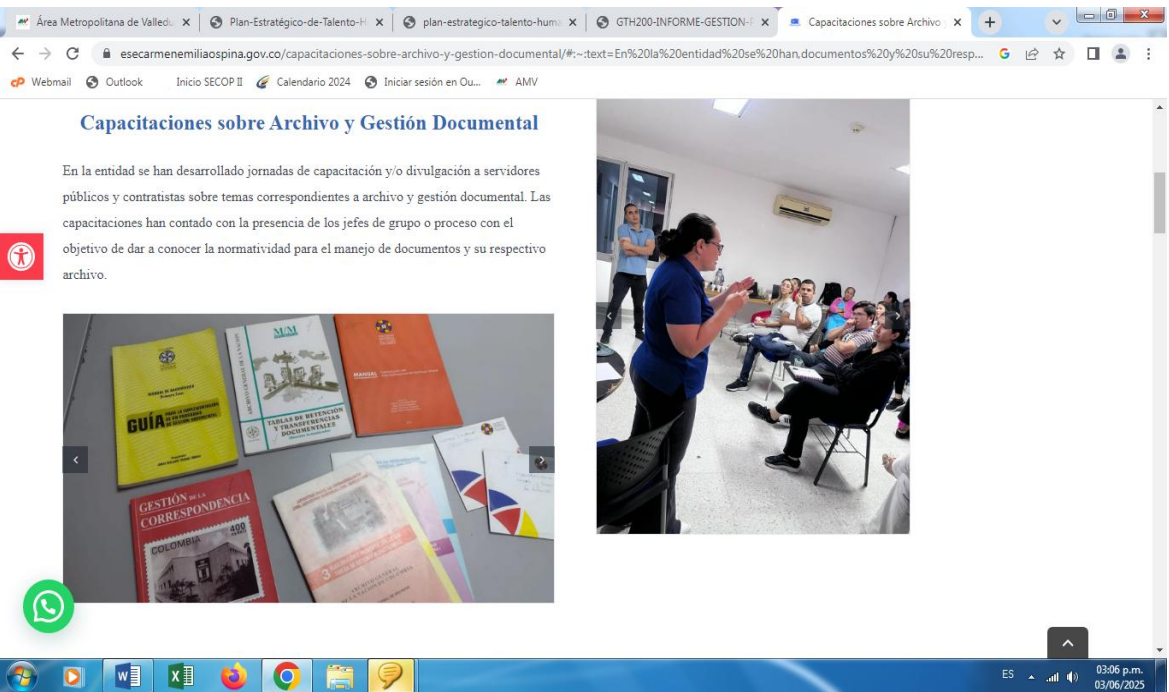 Área Metropolitana de Valledu
Plan-Estratégico-de-Talento-H
plan-estrategico-talento-huma
GTH200-INFORME-GESTION-F
Capacitaciones sobre Archivo
esecarmenemiliaospina.gov.co/capacitaciones-sobre-archivo-y-gestion-documental/#:~:text=En%20la%20entidad%20se%20han,documentos%20y%20su%20resp...
Webmail
Outlook
Inicio SECOP II
Calendario 2024
Iniciar sesión en Ou...
AMV
Capacitaciones sobre Archivo y Gestión Documental
En la entidad se han desarrollado jornadas de capacitación y/o divulgación a servidores
públicos y contratistas sobre temas correspondientes a archivo y gestión documental. Las
capacitaciones han contado con la presencia de los jefes de grupo o proceso con el
objetivo de dar a conocer la normatividad para el manejo de documentos y su respectivo
archivo.
GUÍA
TABLAS DE RETENCIÓN
Y TRANSFERENCIAS
DOCUMENTALES
MANUAL
GESTIÓN DE LA
CORRESPONDENCIA
COLOMBIA
400
3
ES
03:06 p.m.
03/06/2025